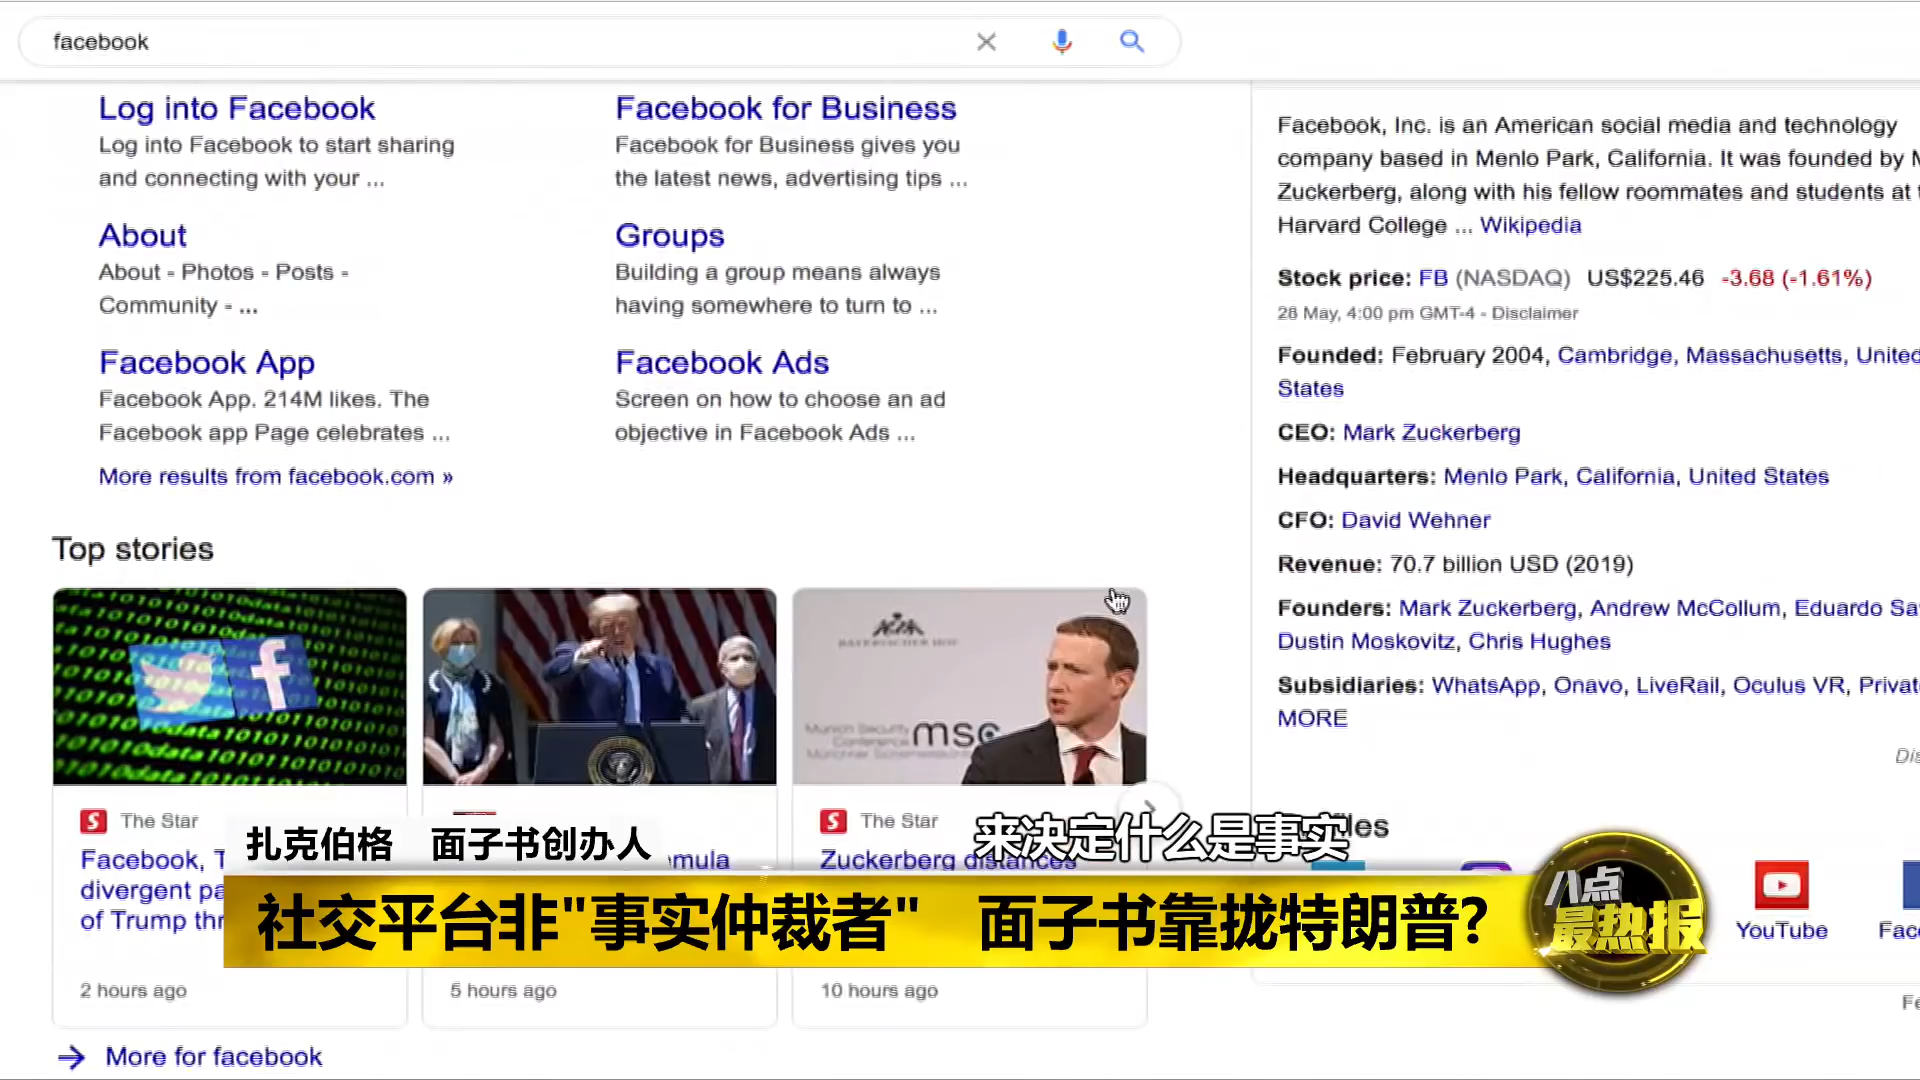 facebook
Log into Facebook
Log into Facebook to start sharing
and connecting with your ...
Facebook for Business
Facebook for Business gives you
the latest news, advertising tips ...
About
About - Photos - Posts -
Community - ...
Groups
Building a group means always
having somewhere to turn to ...
Facebook App
Facebook App. 214M likes. The
Facebook app Page celebrates ...
Facebook Ads
Screen on how to choose an ad
objective in Facebook Ads ...
More results from facebook.com »
Top stories
BAYERISCHER HOF
Munich Security
Conference
msc
The Star
Facebook,
divergent
of Trump
2 hours ago
5 hours ago
The Star
Zuckerberg distances
10 hours ago
More for facebook
Facebook, Inc. is an American social media and technology
company based in Menlo Park, California. It was founded by
Zuckerberg, along with his fellow roommates and students at
Harvard College ... Wikipedia
Stock price: FB (NASDAQ) US$225.46 -3.68 (-1.61%)
28 May, 4:00 pm GMT-4 - Disclaimer
Founded: February 2004, Cambridge, Massachusetts, United
States
CEO: Mark Zuckerberg
Headquarters: Menlo Park, California, United States
CFO: David Wehner
Revenue: 70.7 billion USD (2019)
Founders: Mark Zuckerberg, Andrew McCollum, Eduardo
Dustin Moskovitz, Chris Hughes
Subsidiaries: WhatsApp, Onavo, LiveRail, Oculus VR,
MORE
YouTube
来决定什么是事实
扎克伯格 面子书创办人
社交平台非"事实仲裁者" 面子书靠拢特朗普?
八点
最热报